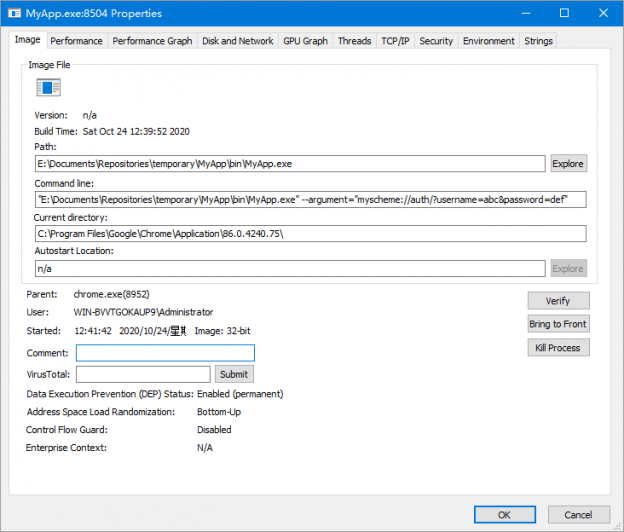 MyApp.exe:8504 Properties
Image Performance Performance Graph Disk and Network GPU Graph Threads TCP/IP Security Environment Strings
Image File
Version: n/a
Build Time: Sat Oct 24 12:39:52 2020
Path:
E:\Documents\Repositories\temporary\MyApp\bin\MyApp.exe Explore
Command line:
"E:\Documents\Repositories\temporary\MyApp\bin\MyApp.exe" --argument="myscheme://auth/?username=abc&password=def"
Current directory:
C:\Program Files\Google\Chrome\Application\86.0.4240.75\
Autostart Location:
n/a Explore
Parent: chrome.exe(8952) Verify
User: WIN-BVVTGOKAUP9\Administrator
Started: 12:41:42 2020/10/24/星 Image: 32-bit Bring to Front
Comment: Kill Process
VirusTotal: Submit
Data Execution Prevention (DEP) Status: Enabled (permanent)
Address Space Load Randomization: Bottom-Up
Control Flow Guard: Disabled
Enterprise Context: N/A
OK Cancel